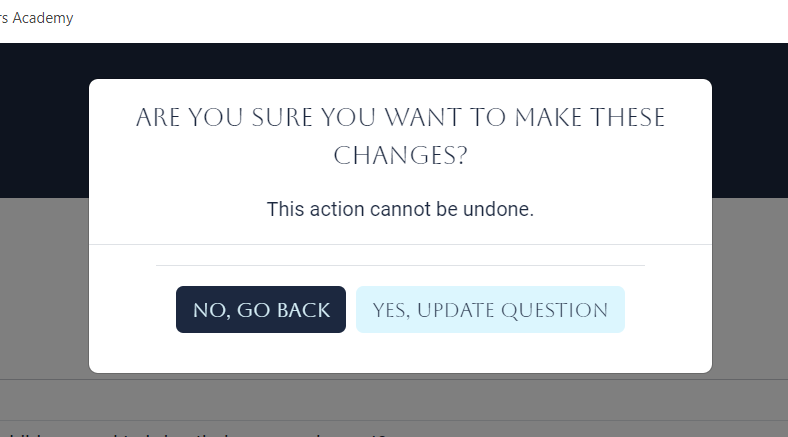 Academy
ARE YOU SURE YOU WANT TO MAKE THESE
CHANGES?
This action cannot be undone.
NO, GO BACK
YES, UPDATE QUESTION